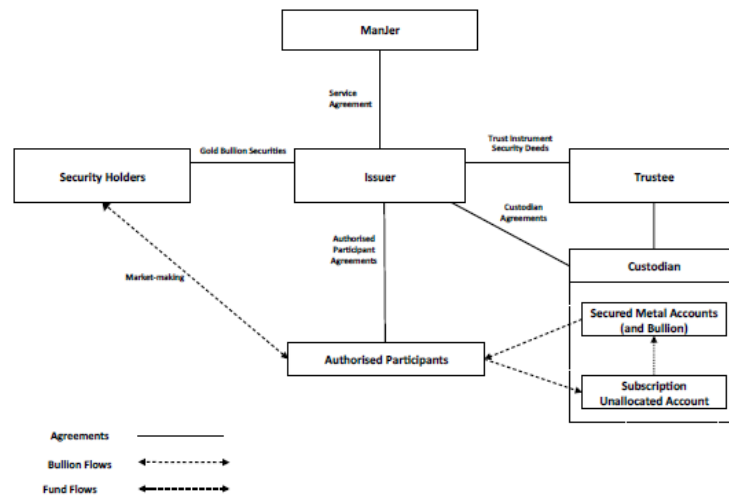 ManJer
Service
Agreement
Gold Bullion Securities
Trust Instrument
Security Deeds
Security Holders
Issuer
Trustee
Custodian
Agreements
Authorised
Participant
Agreements
Custodian
Market-making
Secured Metal Accounts
(and Bullion)
Authorised Participants
Subscription
Unallocated Account
Agreements
Bullion Flows
Fund Flows